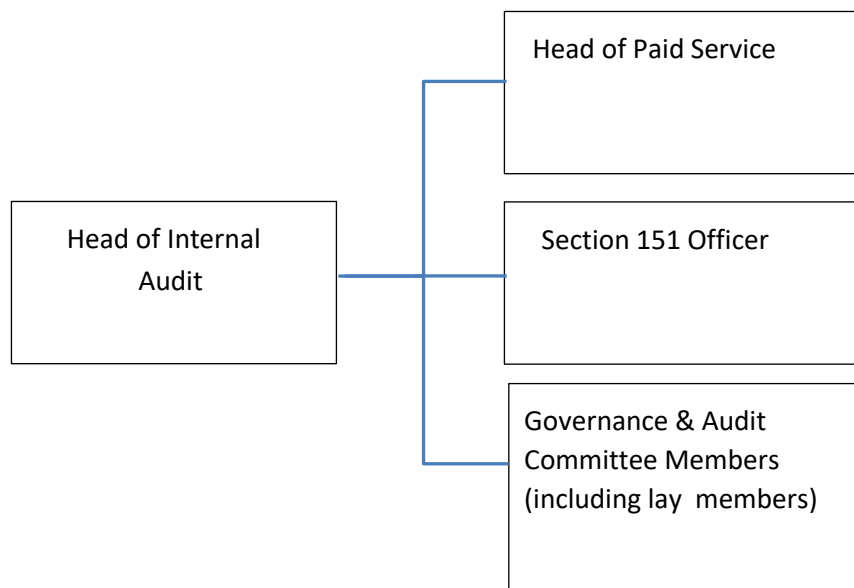 Head of Paid Service
Head of Internal
Audit
Section 151 Officer
Governance & Audit
Committee Members
(including lay  members)